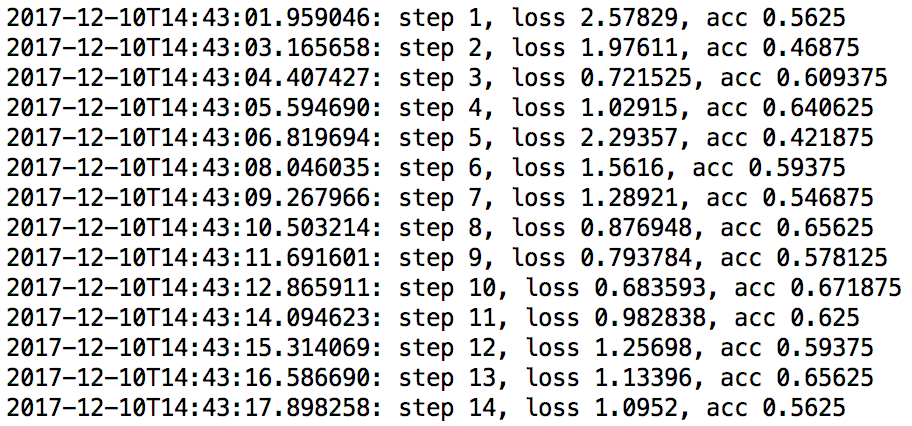 2017-12-10T14:43:01.959046: step 1, loss 2.57829, acc 0.5625
2017-12-10T14:43:03.165658: step 2, loss 1.97611, acc 0.46875
2017-12-10T14:43:04.407427: step 3, loss 0.721525, acc 0.609375
2017-12-10T14:43:05.594690: step 4, loss 1.02915, acc 0.640625
2017-12-10T14:43:06.819694: step 5, loss 2.29357, acc 0.421875
2017-12-10T14:43:08.046035: step 6, loss 1.5616, acc 0.59375
2017-12-10T14:43:09.267966: step 7, loss 1.28921, acc 0.546875
2017-12-10T14:43:10.503214: step 8, loss 0.876948, acc 0.65625
2017-12-10T14:43:11.691601: step 9, loss 0.793784, acc 0.578125
2017-12-10T14:43:12.865911: step 10, loss 0.683593, acc 0.671875
2017-12-10T14:43:14.094623: step 11, loss 0.982838, acc 0.625
2017-12-10T14:43:15.314069: step 12, loss 1.25698, acc 0.59375
2017-12-10T14:43:16.586690: step 13, loss 1.13396, acc 0.65625
2017-12-10T14:43:17.898258: step 14, loss 1.0952, acc 0.5625